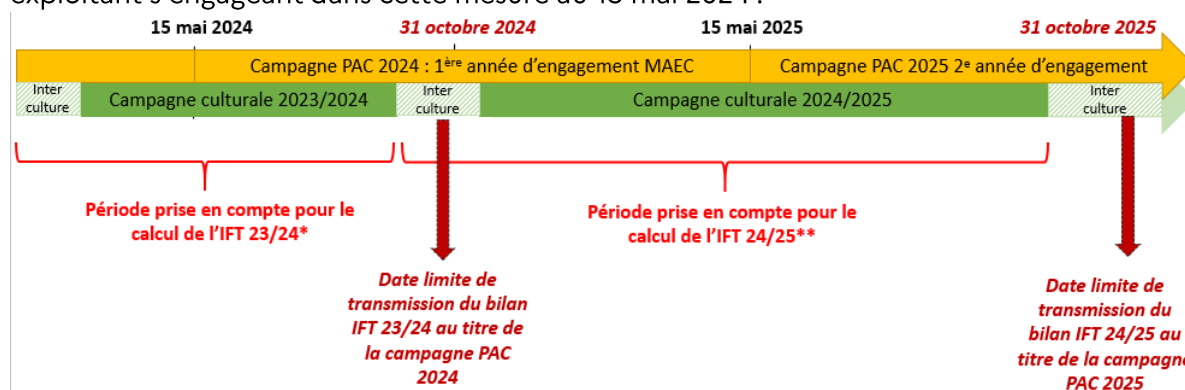 15 mai 2024
31 octobre 2024
15 mai 2025
31 octobre 2025
Campagne PAC 2024 : 1ère année d'engagement MAEC
Campagne PAC 2025 2e année d'engagement
Inter
culture
Campagne culturale 2023/2024
Inter
culture
Campagne culturale 2024/2025
Inter
culture
Période prise en compte pour le
calcul de l'IFT 23/24*
Période prise en compte pour le
calcul de l'IFT 24/25**
Date limite de
transmission du bilan
IFT 23/24 au titre de
la campagne PAC
2024
Date limite de
transmission du
bilan IFT 24/25 au
titre de la campagne
PAC 2025